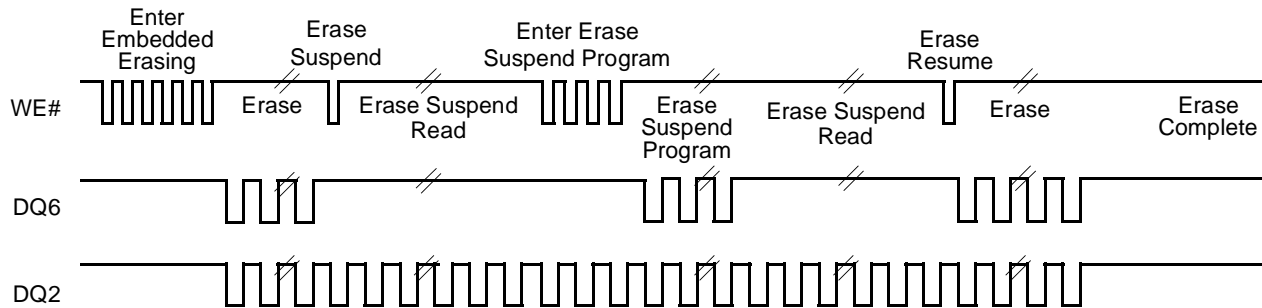 Enter
Embedded
Erasing
Erase
Suspend
Enter Erase
Suspend Program
Erase
Resume
WE#
Erase
Erase Suspend
Read
Erase
Suspend
Program
Erase Suspend
Read
Erase
Erase
Complete
DQ6
DQ2